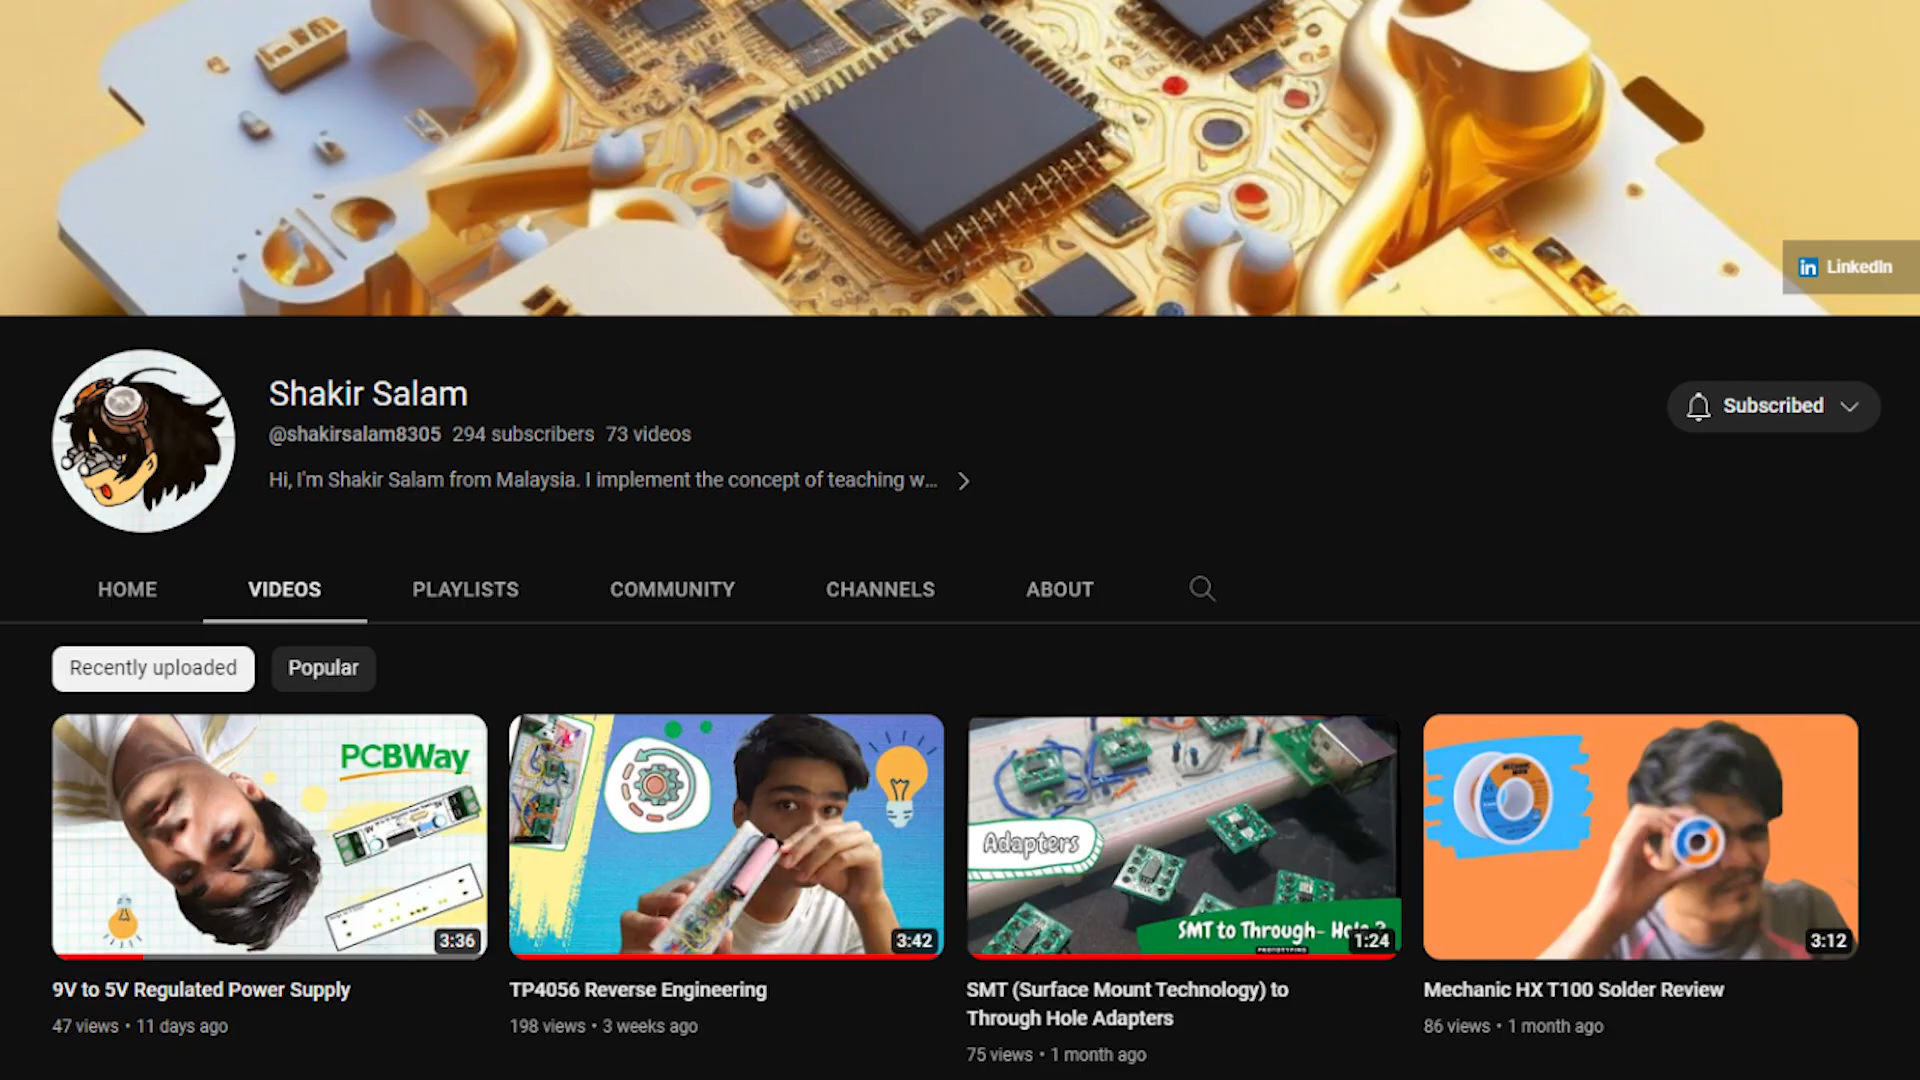 LinkedIn
Shakir Salam
@shakirsalam8305 294 subscribers 73 videos
Hi, I'm Shakir Salam from Malaysia. I implement the concept of teaching w...
Subscribed
HOME VIDEOS PLAYLISTS COMMUNITY CHANNELS ABOUT
Recently uploaded Popular
PCBWay
3:36
3:42
Adapters
SMT to Through-
PROTOTYPING
1:24
3:12
9V to 5V Regulated Power Supply
47 views • 11 days ago
TP4056 Reverse Engineering
198 views • 3 weeks ago
SMT (Surface Mount Technology) to
Through Hole Adapters
75 views • 1 month ago
Mechanic HX T100 Solder Review
86 views • 1 month ago